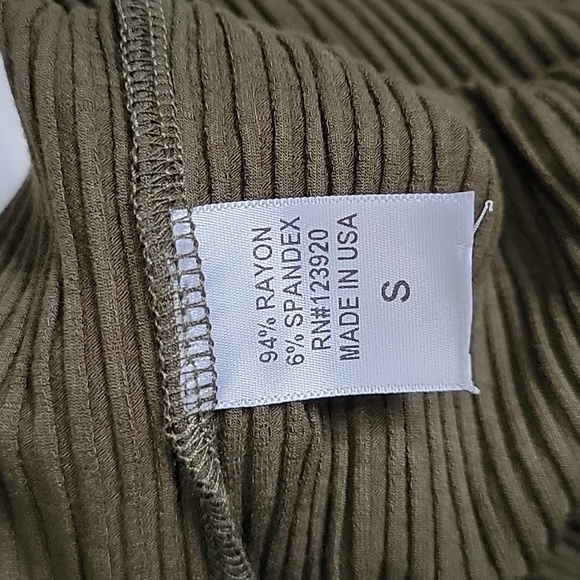 94% RAYON
6% SPANDEX
RN#123920
MADE IN USA
S